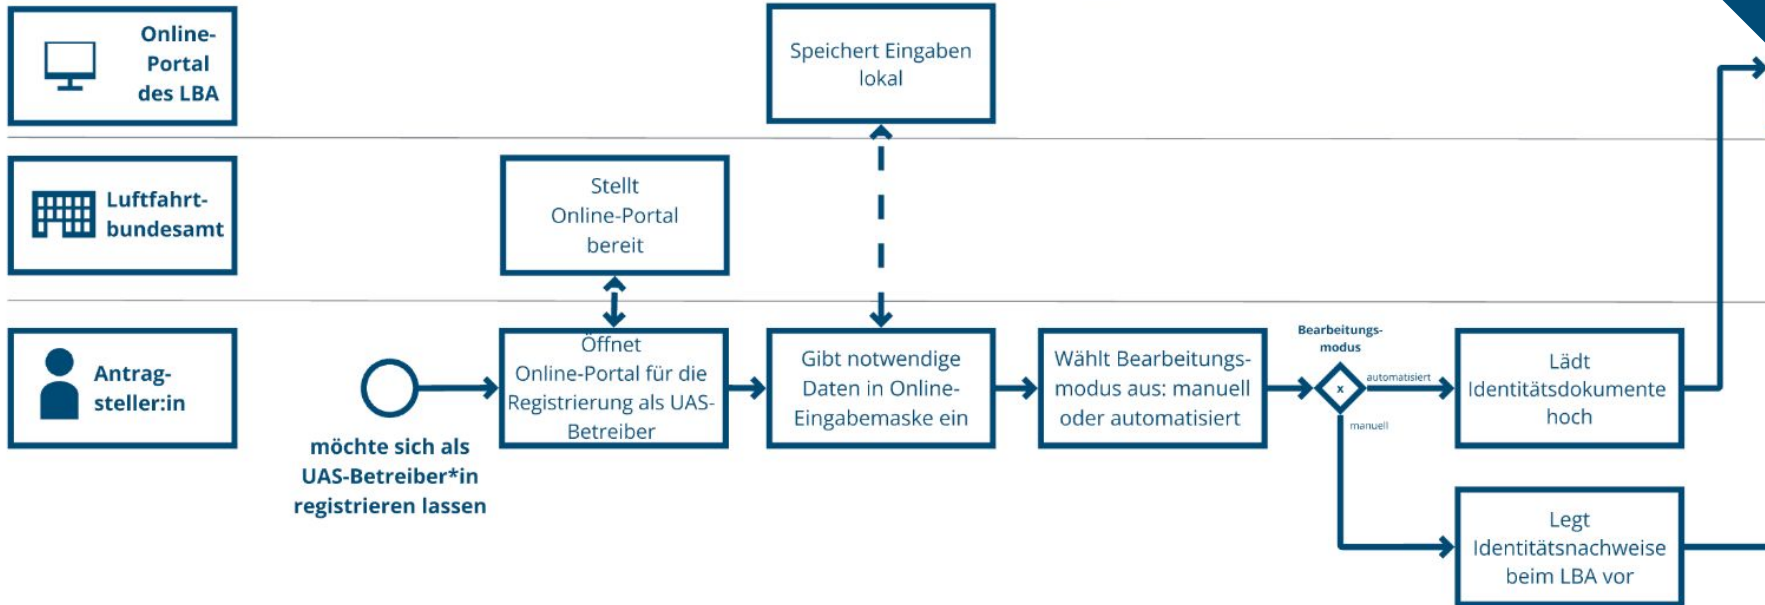 Online-
Portal
des LBA
Speichert Eingaben
lokal
Luftfahrt-
bundesamt
Stellt
Online-Portal
bereit
Antrag-
steller:in
möchte sich als
UAS-Betreiber*in
registrieren lassen
Öffnet
Online-Portal für die
Registrierung als UAS-
Betreiber
Gibt notwendige
Daten in Online-
Eingabemaske ein
Wählt Bearbeitungs-
modus aus: manuell
oder automatisiert
Bearbeitungs-
modus
x
automatisiert
manuell
Lädt
Identitätsdokumente
hoch
Legt
Identitätsnachweise
beim LBA vor